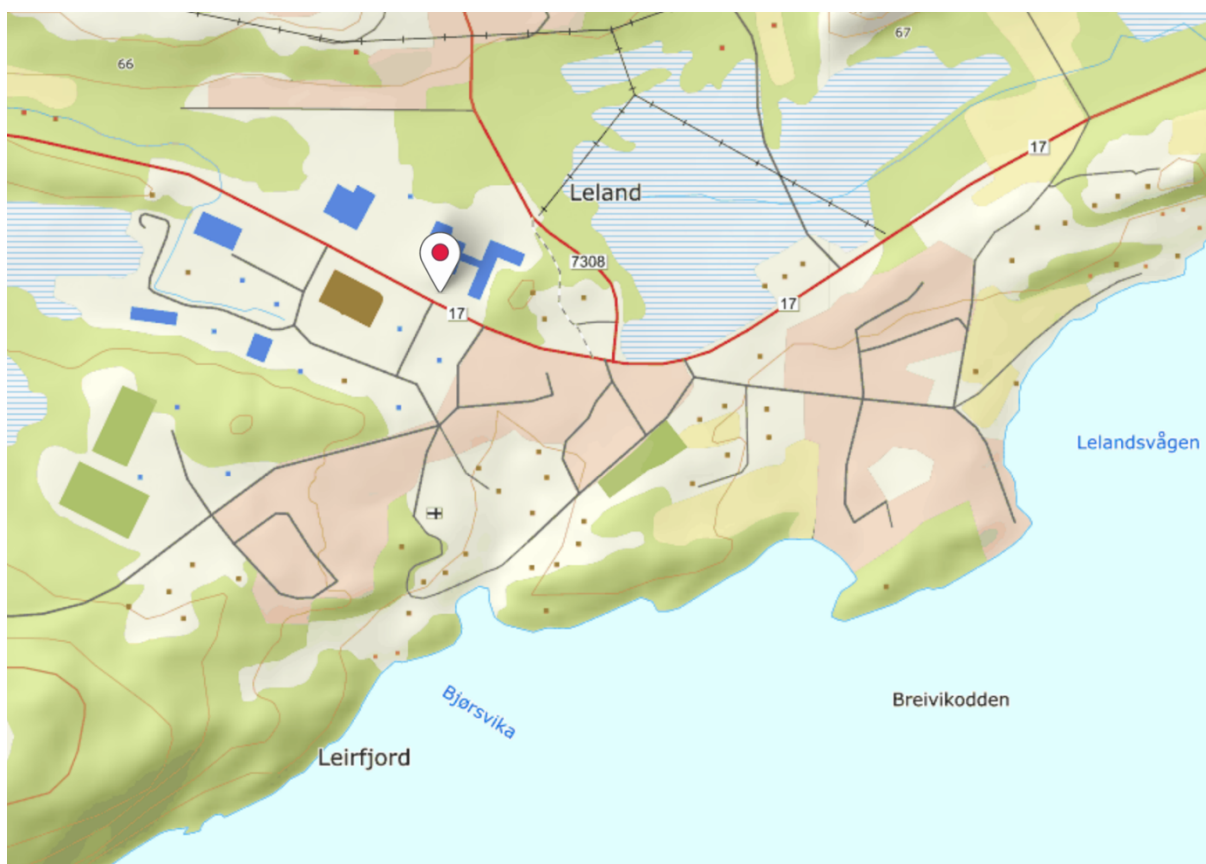 67
66
17
Leland
7308
17
17
Lelandsvågen
Bjørsvika
Breivikodden
Leirfjord